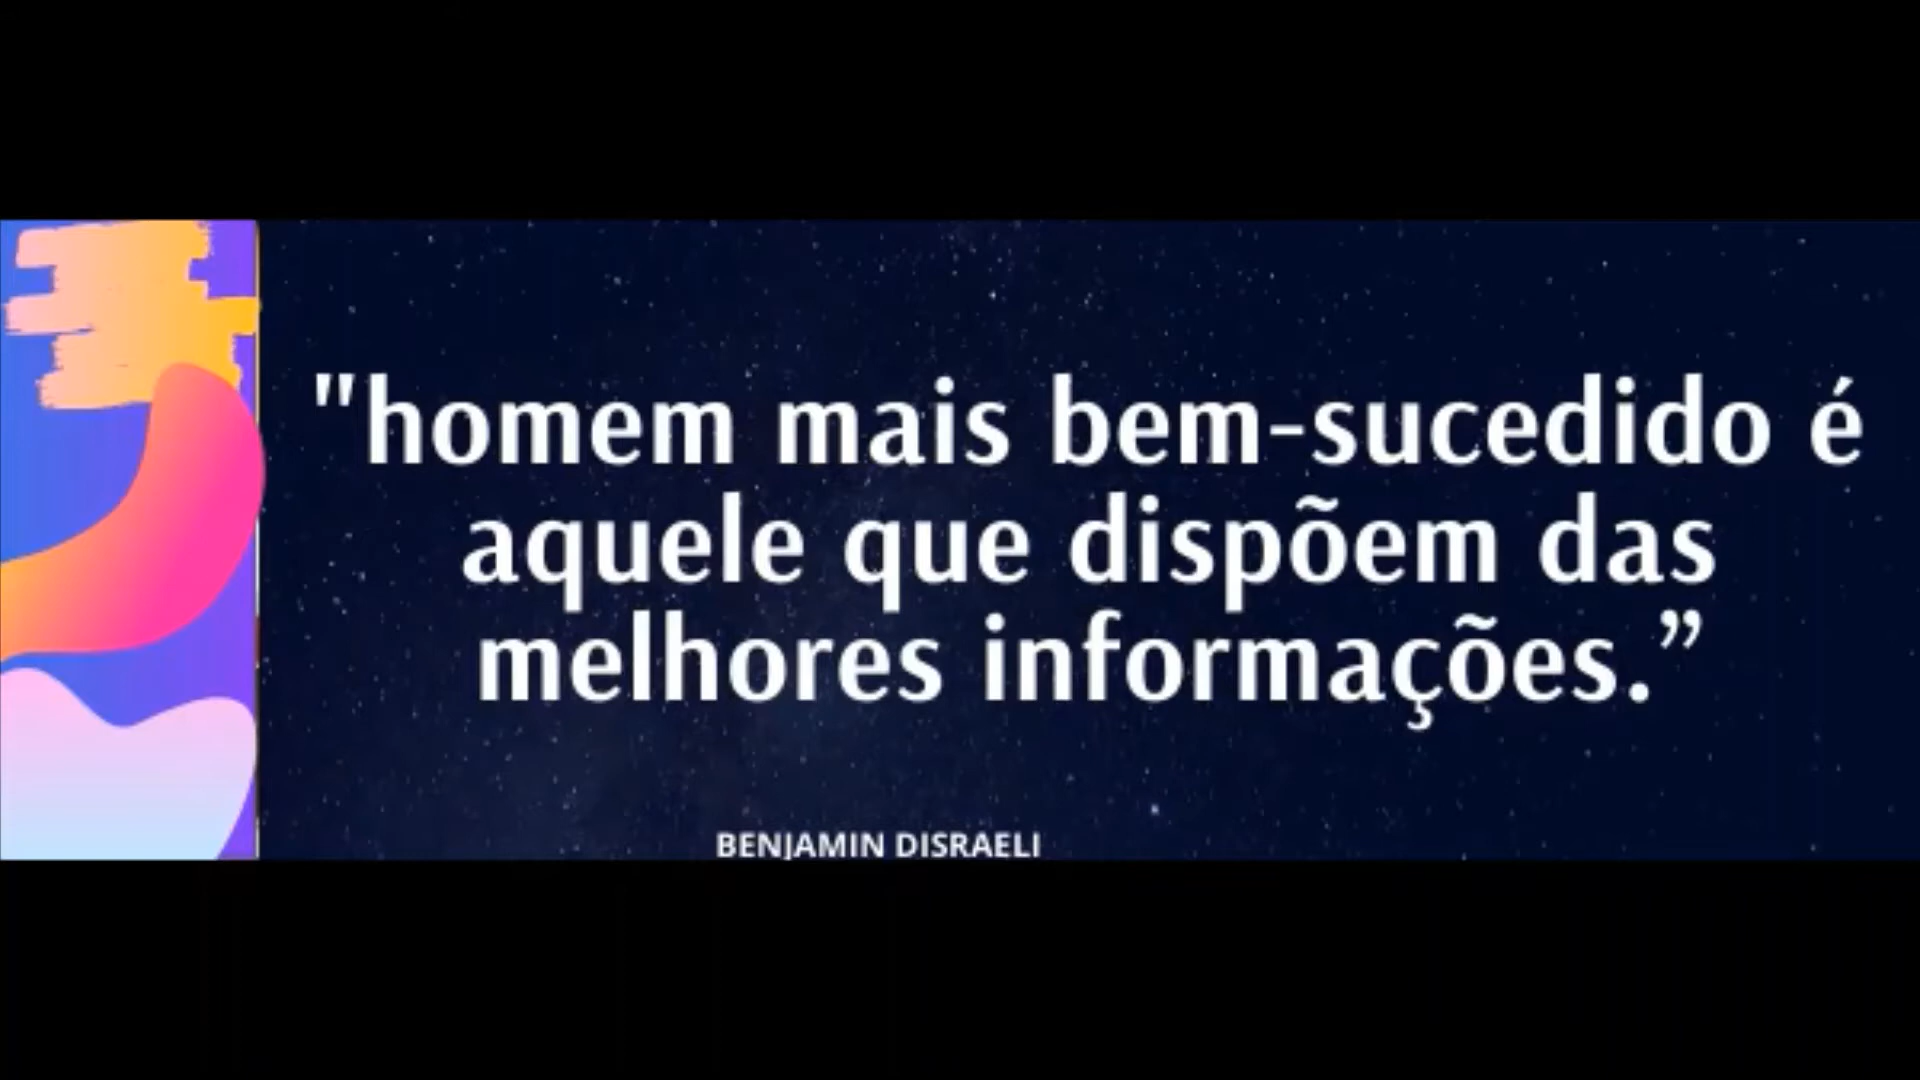 "homem mais bem-sucedido é
aquele que dispõem das
melhores informações.”
BENJAMIN DISRAELI